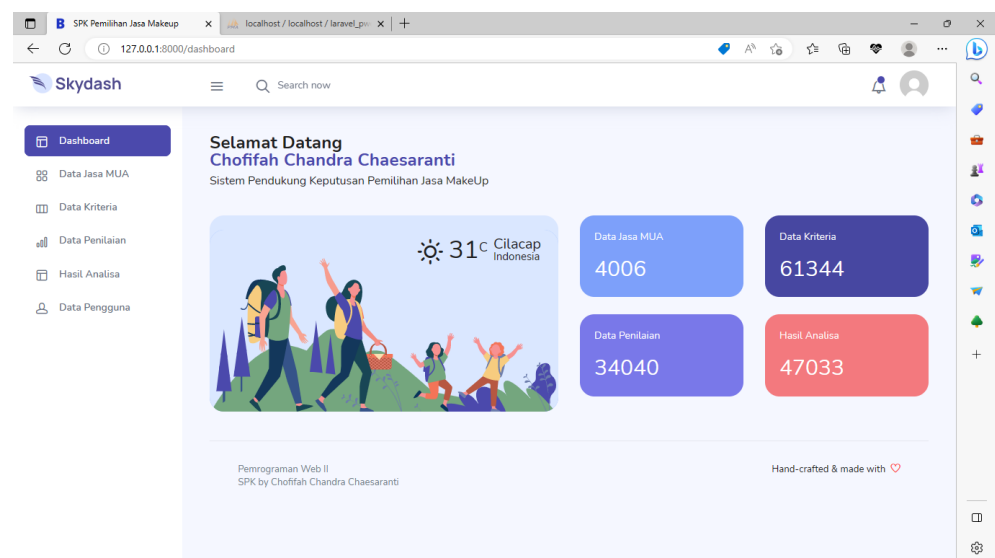 SPK Pemilihan Jasa Makeup
localhost / localhost / laravel_pw
127.0.0.1:8000/dashboard
Skydash
Search now
Dashboard
Data Jasa MUA
Data Kriteria
Data Penilaian
Hasil Analisa
Data Pengguna
Selamat Datang
Chofifah Chandra Chaesaranti
Sistem Pendukung Keputusan Pemilihan Jasa MakeUp
31C Cilacap
Indonesia
Data Jasa MUA
4006
Data Kriteria
61344
Data Penilaian
34040
Hasil Analisa
47033
Pemrograman Web II
SPK by Chofifah Chandra Chaesaranti
Hand-crafted & made with